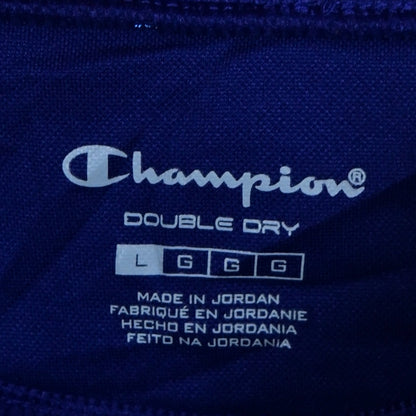 Champion®
DOUBLE DRY
L G G G
MADE IN JORDAN
FABRIQUÉ EN JORDANIE
HECHO EN JORDANIA
FEITO NA JORDANIA